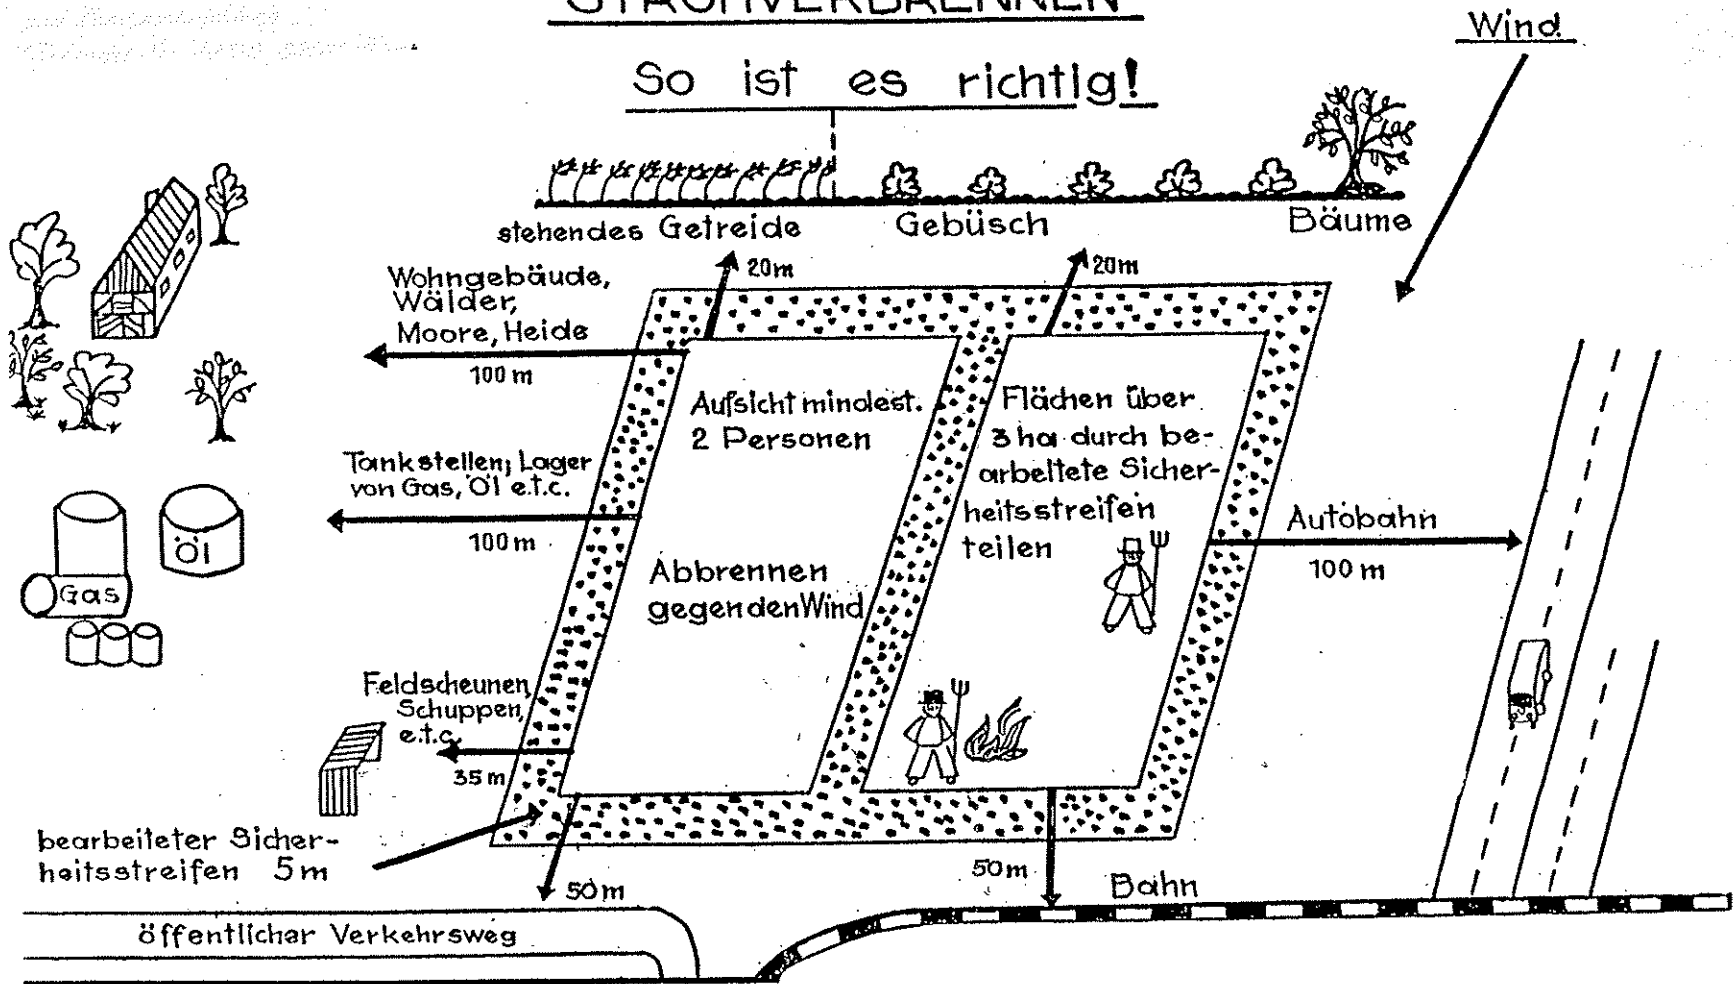 STROHVERBRENNEN
Wind
So ist es richtig!
stehendes Getreide
Gebüsch
Bäume
20m
20m
Wohngebäude,
Wälder,
Moore, Heide
100 m
Aufsicht mindest.
2 Personen
Flächen über
3 ha durch be-
arbeitete Sicher-
heitsstreifen
teilen
Tankstellen, Lager
von Gas, Öl e.t.c.
100 m
Autobahn
100 m
Öl
Gas
Abbrennen
gegen den Wind
Feldscheunen,
Schuppen,
e.t.c.
35 m
bearbeiteter Sicher-
heitsstreifen 5m
50m
50m
Bahn
öffentlicher Verkehrsweg